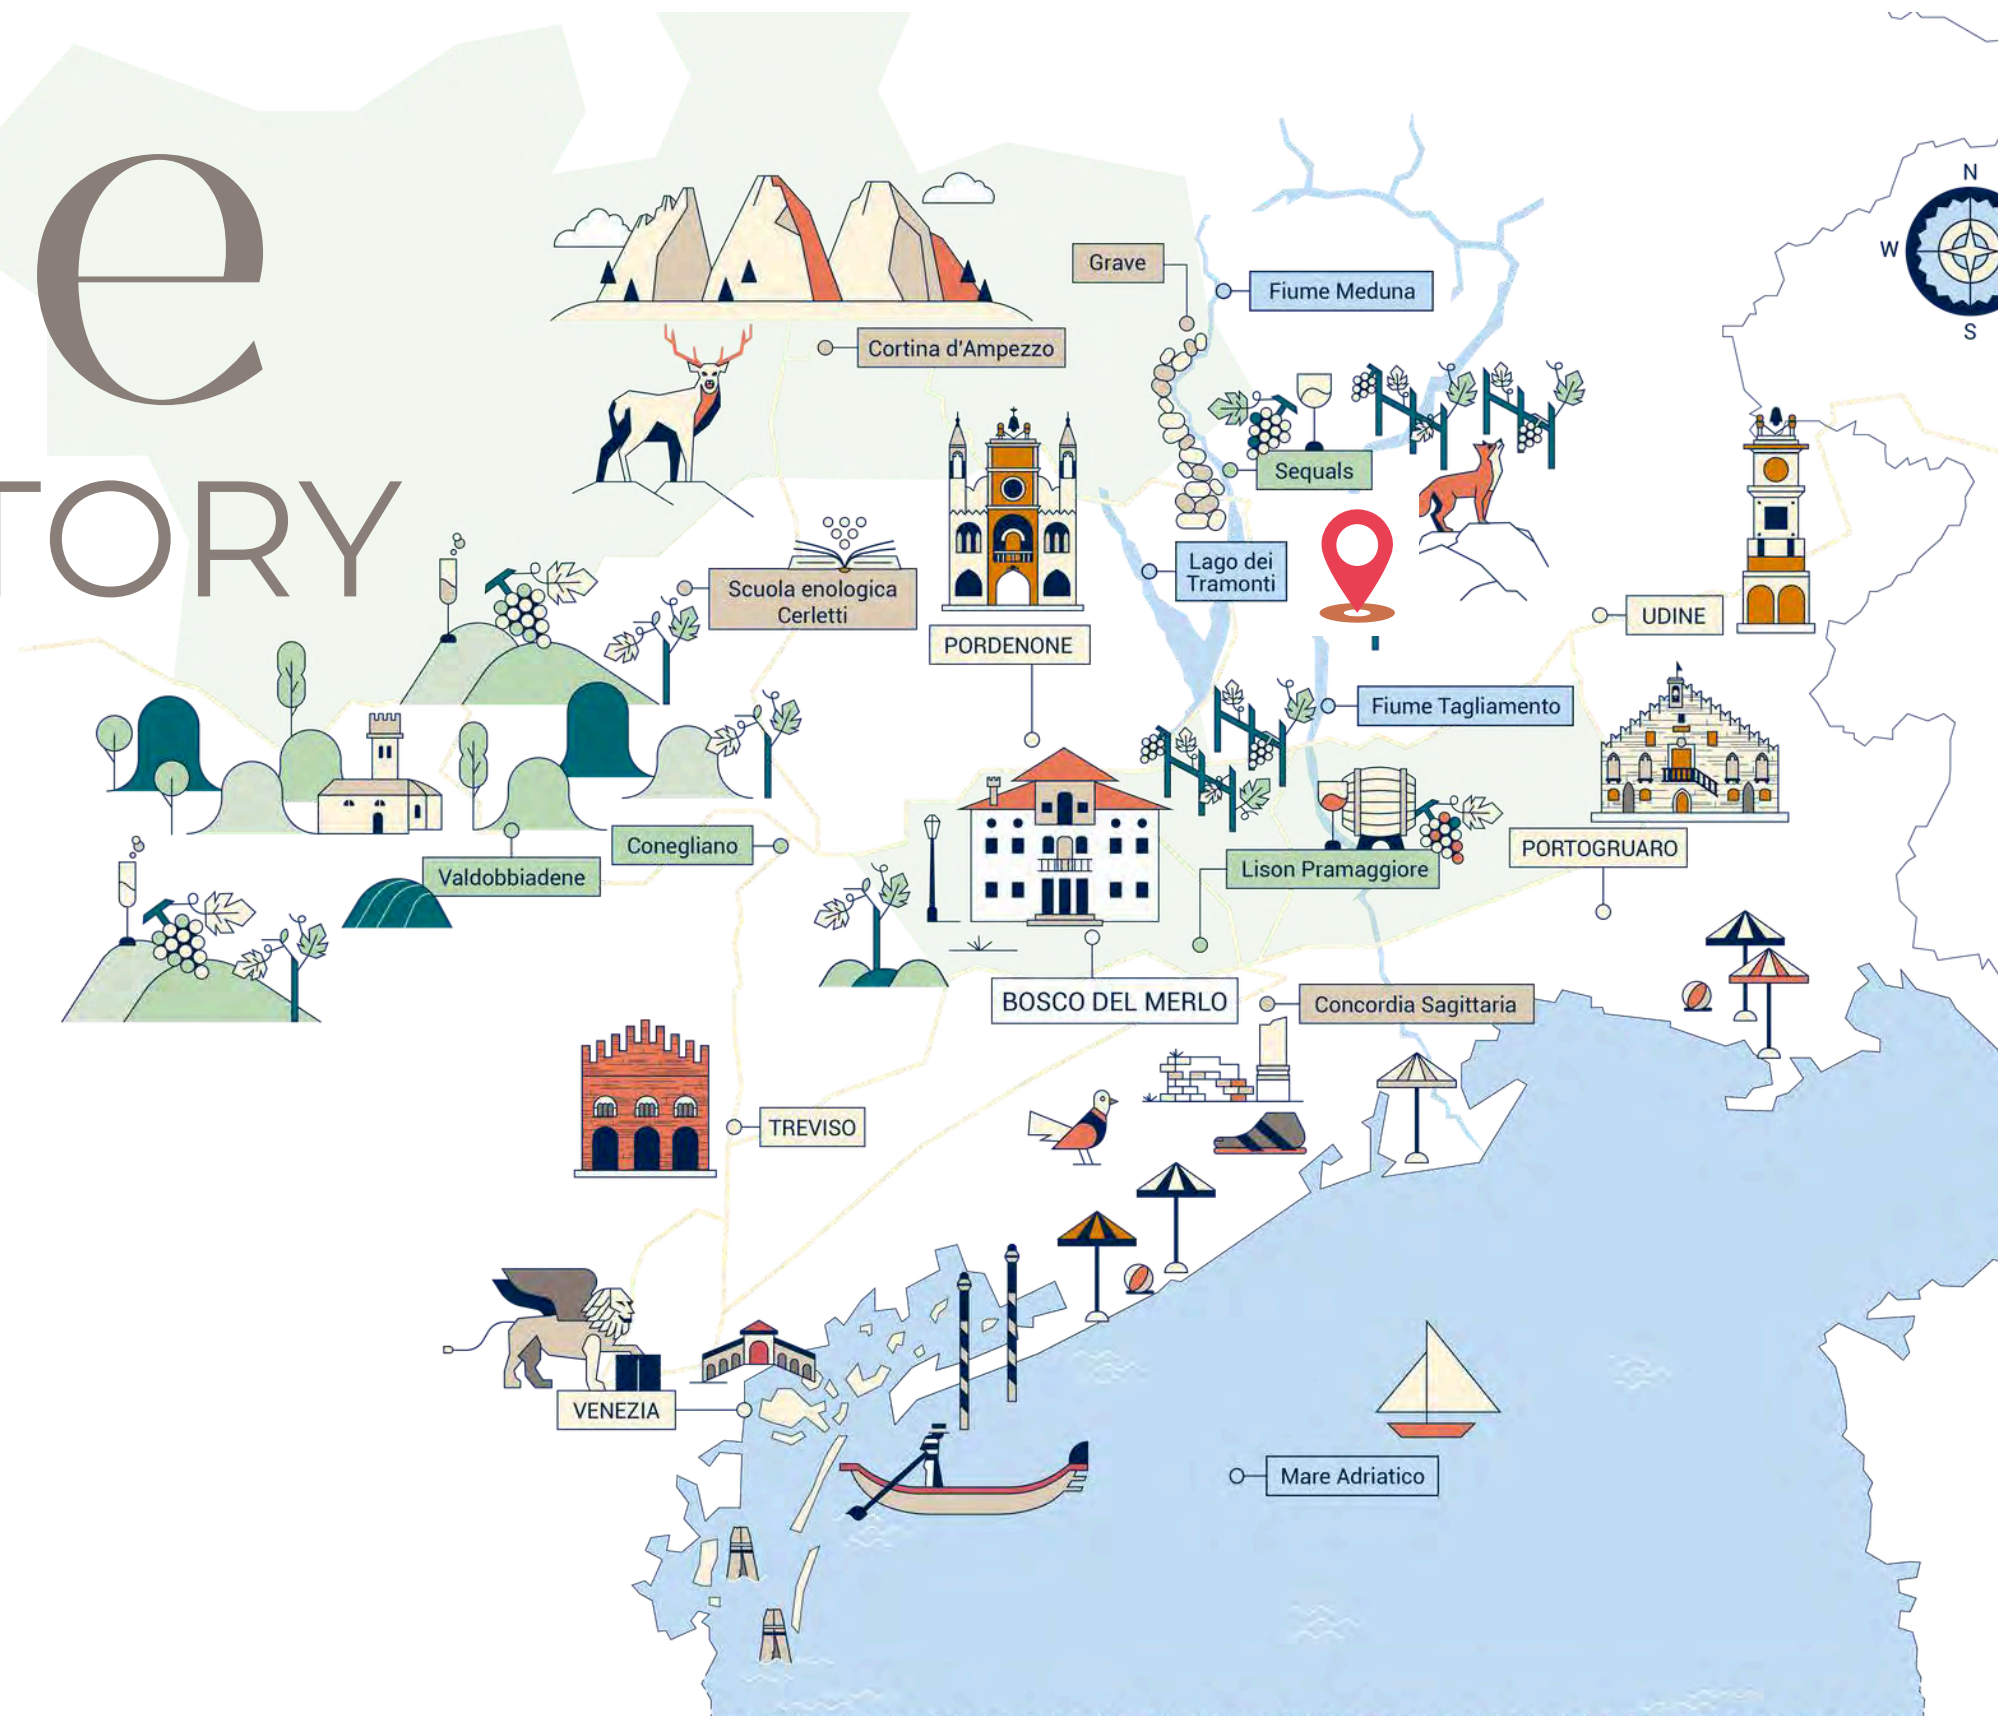 e
TORY
N
W
S
Grave
Fiume Meduna
Cortina d'Ampezzo
Sequals
Lago dei
Tramonti
Scuola enologica
Cerletti
UDINE
PORDENONE
Fiume Tagliamento
Conegliano
PORTOGRUARO
Valdobbiadene
Lison Pramaggiore
BOSCO DEL MERLO
Concordia Sagittaria
TREVISO
VENEZIA
Mare Adriatico